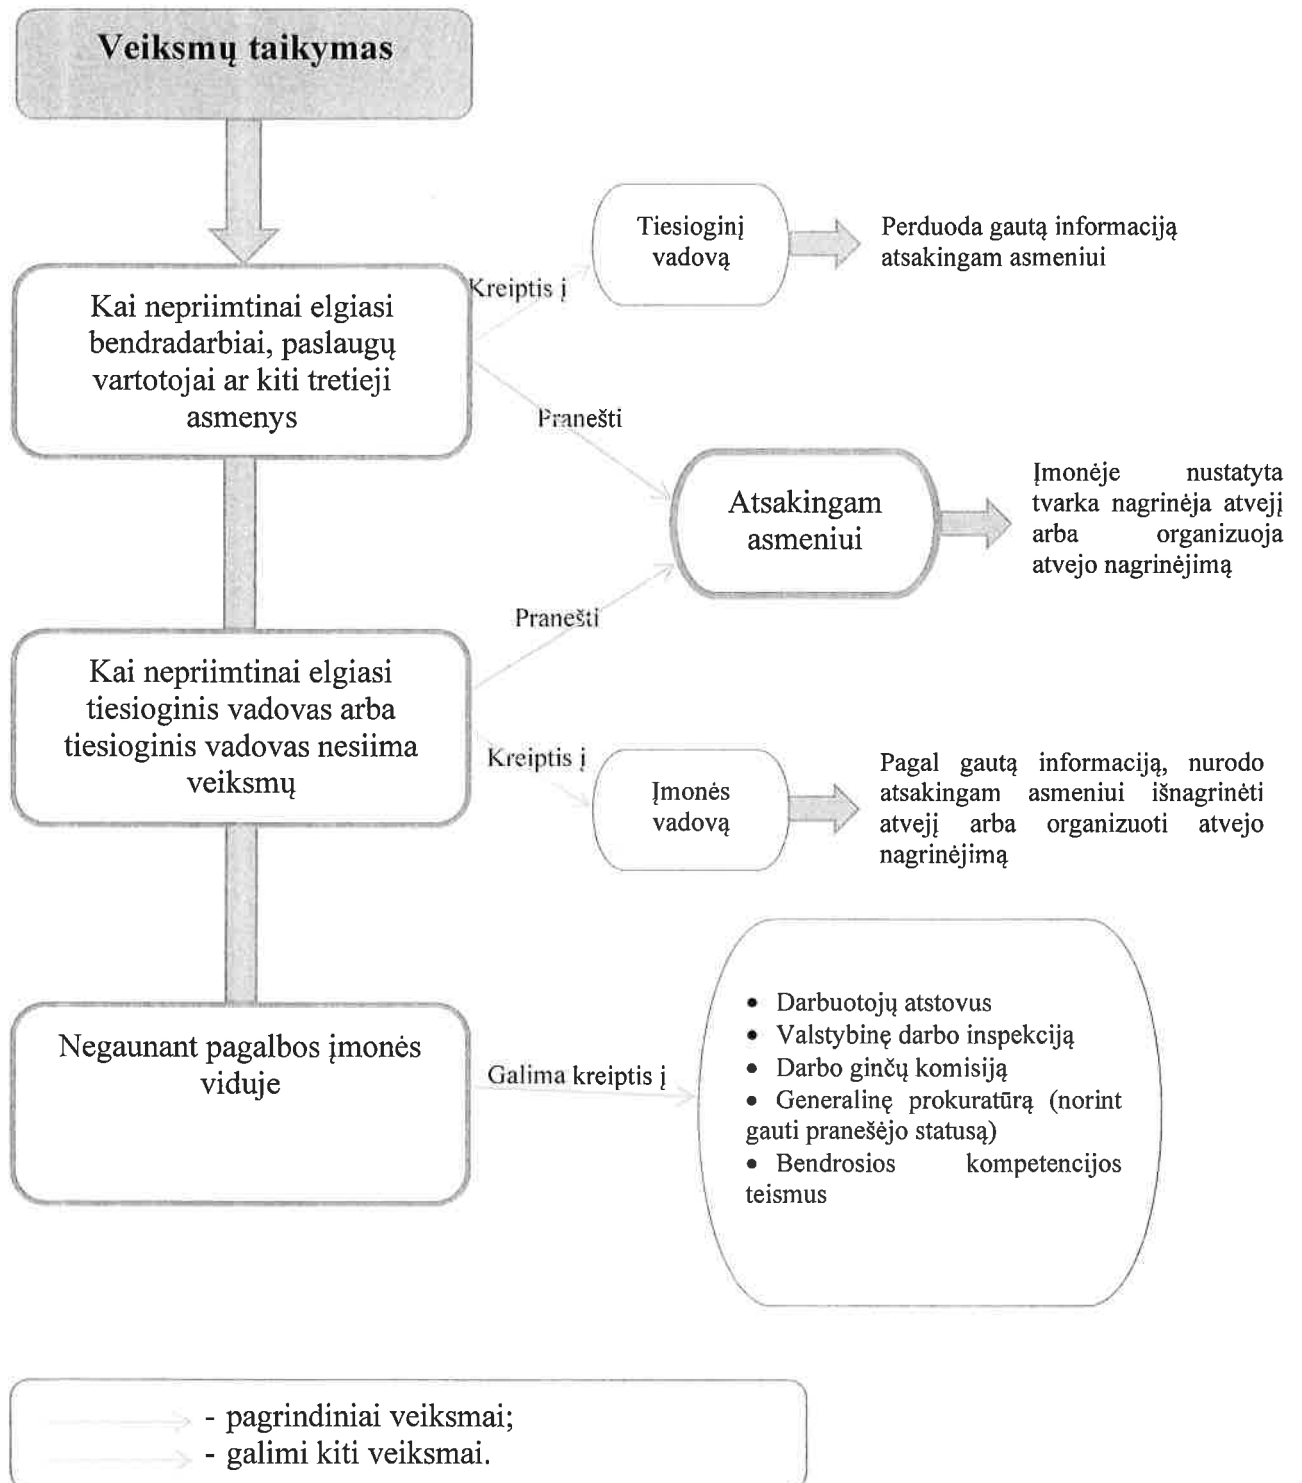 Veiksmų taikymas
Tiesioginį
vadovą
Perduoda gautą informaciją
atsakingam asmeniui
Kreiptis į
Kai nepriimtinai elgiasi
bendradarbiai, paslaugų
vartotojai ar kiti tretieji
asmenys
Pranešti
Atsakingam
asmeniui
Įmonėje nustatyta
tvarka nagrinėja atvejį
arba organizuoja
atvejo nagrinėjimą
Pranešti
Kai nepriimtinai elgiasi
tiesioginis vadovas arba
tiesioginis vadovas nesiima
veiksmų
Kreiptis į
Įmonės
vadovą
Pagal gautą informaciją, nurodo
atsakingam asmeniui išnagrinėti
atvejį arba organizuoti atvejo
nagrinėjimą
Negaunant pagalbos įmonės
viduje
Galima kreiptis į
• Darbuotojų atstovus
• Valstybinę darbo inspekciją
• Darbo ginčų komisiją
• Generalinę prokuratūrą (norint
gauti pranešėjo statusą)
• Bendrosios kompetencijos
teismus
- pagrindiniai veiksmai;
- galimi kiti veiksmai.